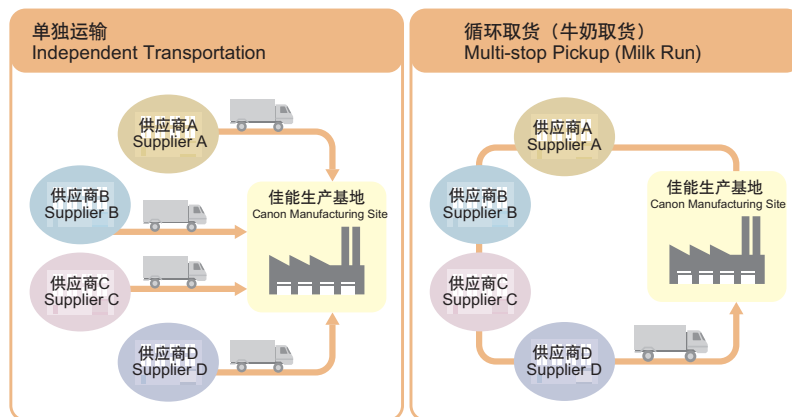 单独运输
Independent Transportation
供应商A
Supplier A
供应商B
Supplier B
供应商C
Supplier C
供应商D
Supplier D
佳能生产基地
Canon Manufacturing Site
循环取货（牛奶取货）
Multi-stop Pickup (Milk Run)
供应商A
Supplier A
供应商B
Supplier B
供应商C
Supplier C
供应商D
Supplier D
佳能生产基地
Canon Manufacturing Site